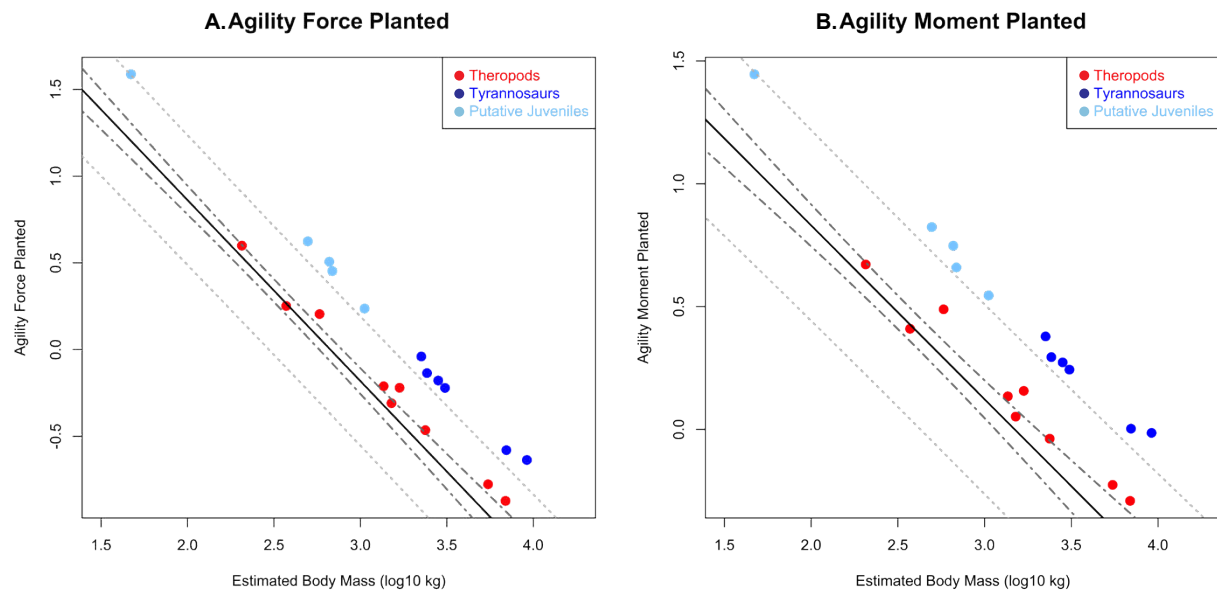 A. Agility Force Planted
Theropods
Tyrannosaurs
Putative Juveniles
1.5
1.0
0.5
0.0
-0.5
Agility Force Planted
1.5
2.0
2.5
3.0
3.5
4.0
Estimated Body Mass (log10 kg)
B. Agility Moment Planted
Theropods
Tyrannosaurs
Putative Juveniles
1.5
1.0
0.5
0.0
Agility Moment Planted
1.5
2.0
2.5
3.0
3.5
4.0
Estimated Body Mass (log10 kg)